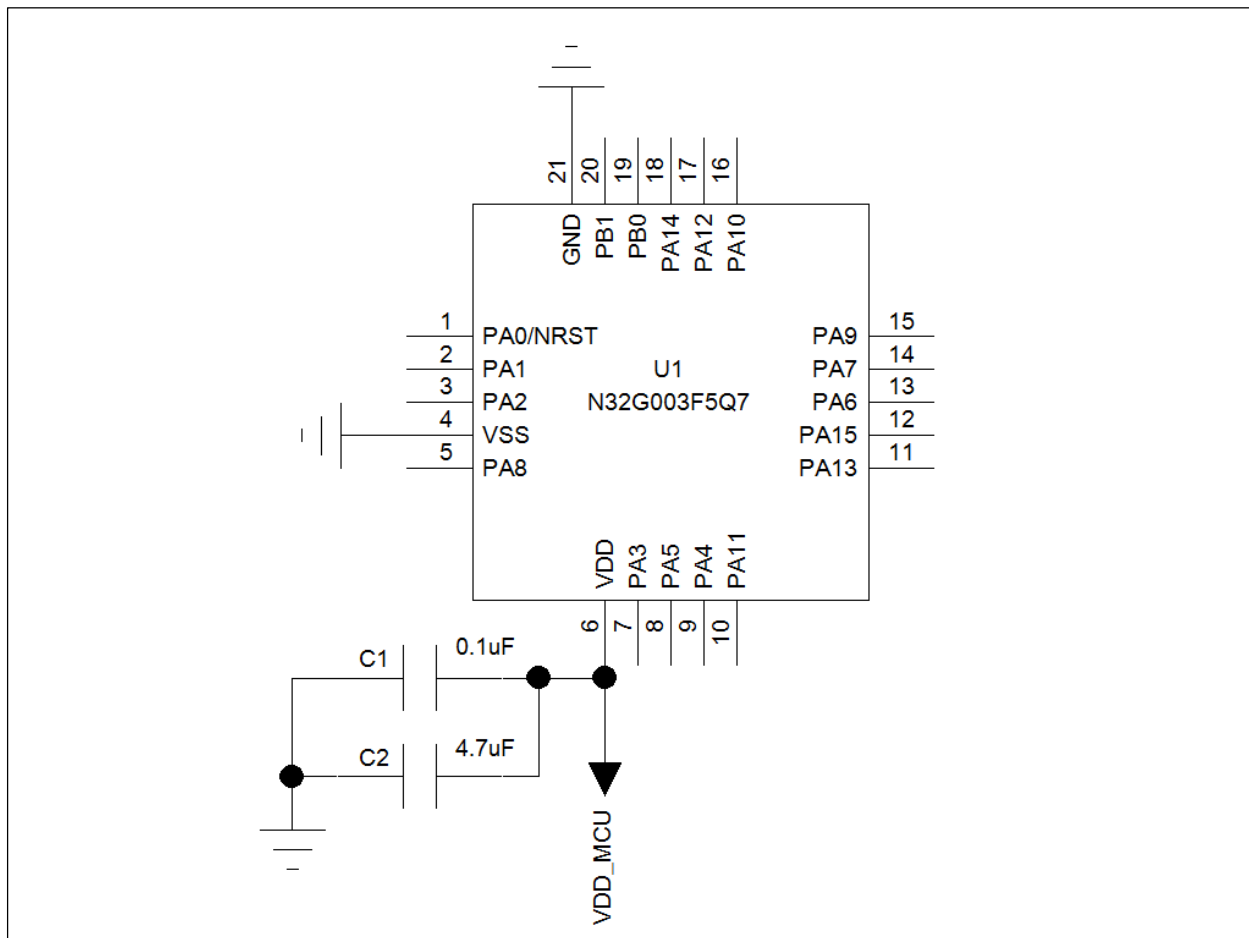 21
20
19
18
17
16
GND
PB1
PB0
PA14
PA12
PA10
1
PA0/NRST
2
PA1
3
PA2
4
VSS
5
PA8
U1
N32G003F5Q7
PA9
15
PA7
14
PA6
13
PA15
12
PA13
11
VDD
PA3
PA5
PA4
PA11
6
7
8
9
10
C1
0.1uF
C2
4.7uF
VDD_MCU